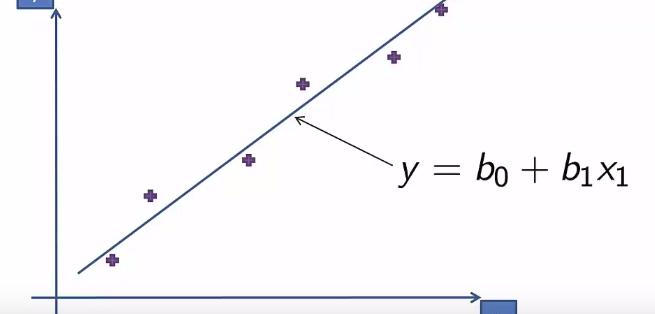 y = b₀ + b₁x₁